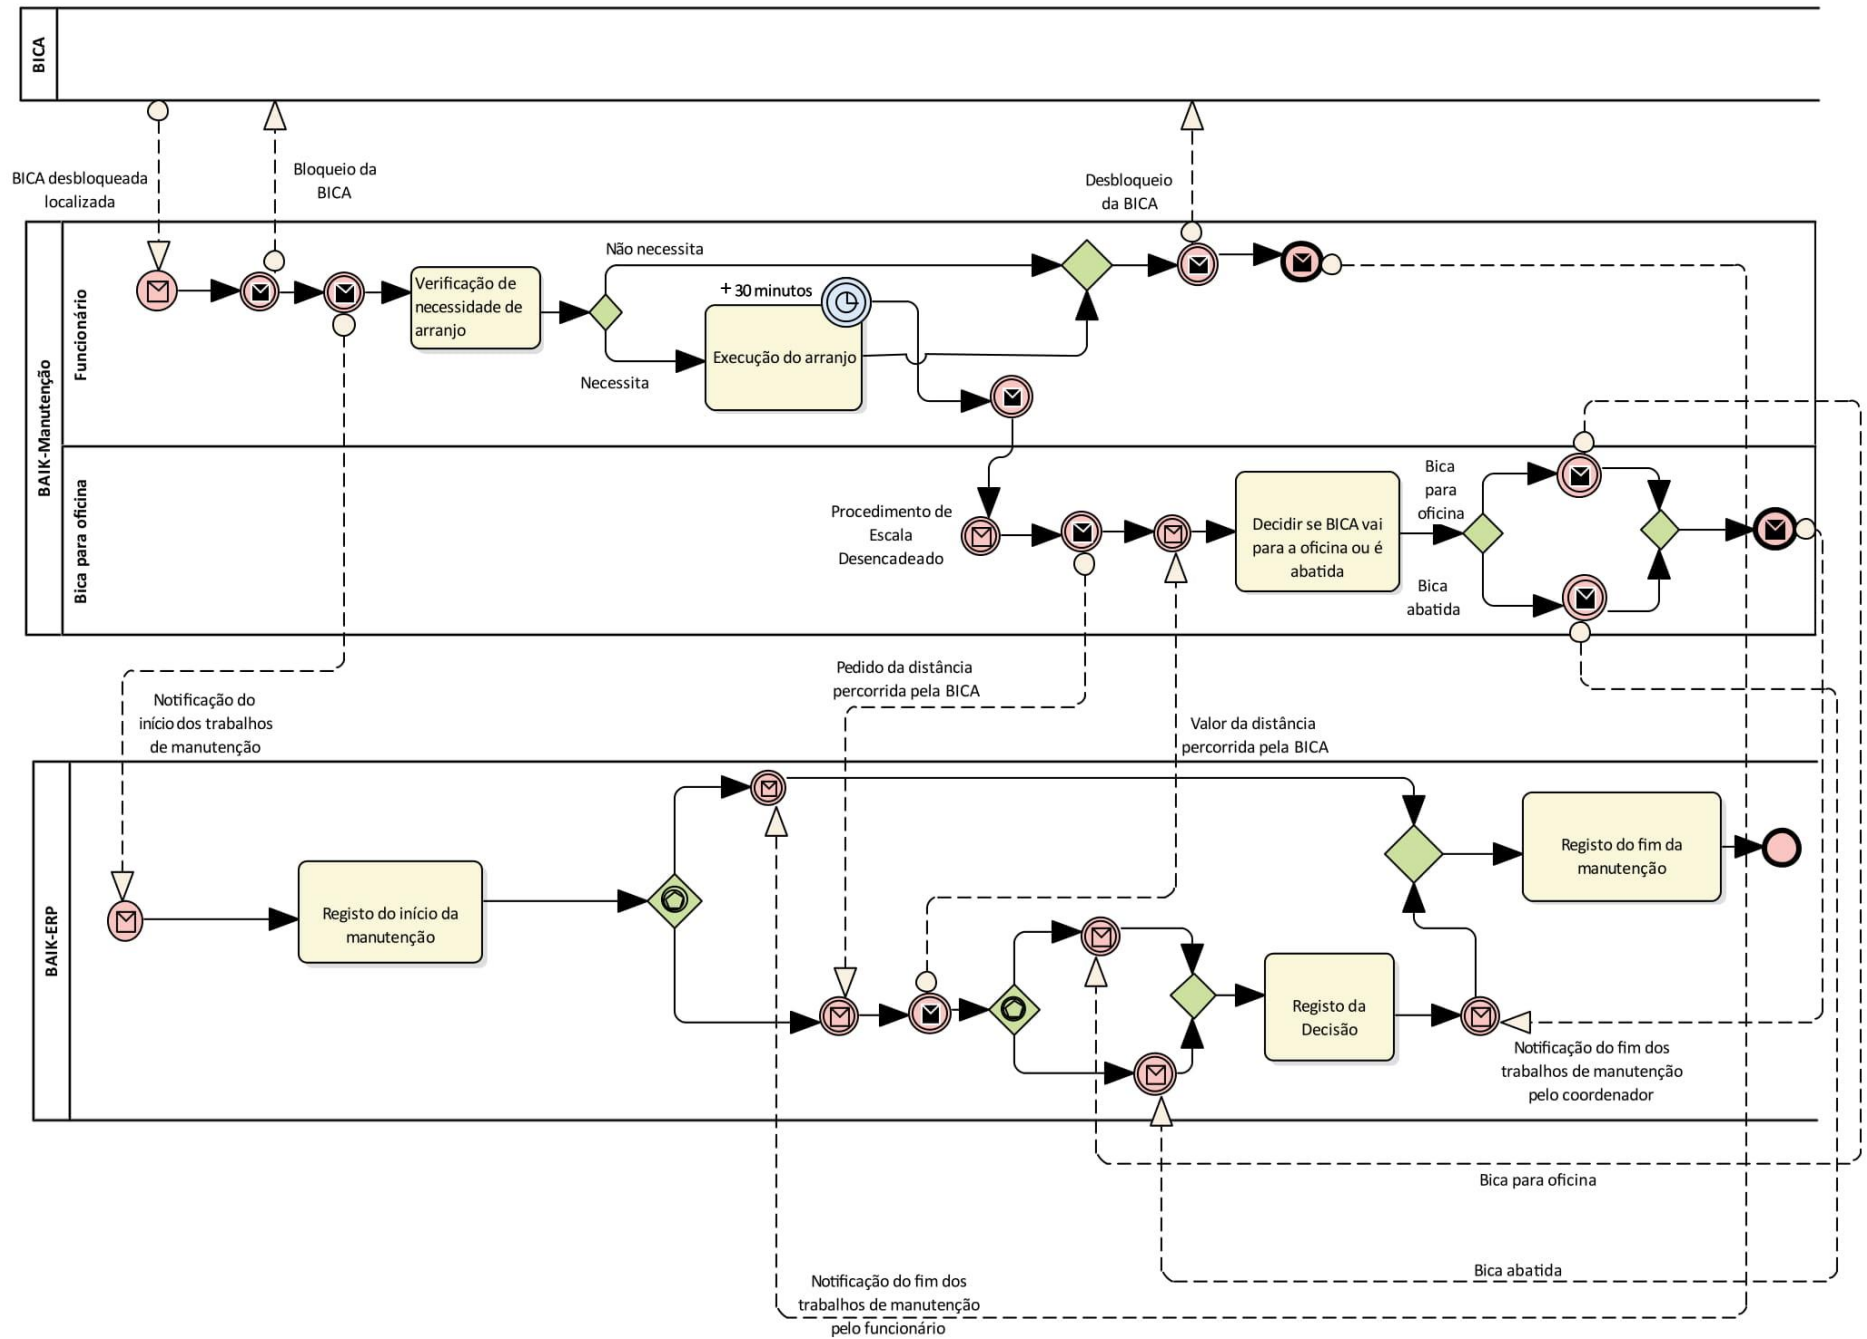 BICA
BICA desbloqueada
localizada
Bloqueio da
BICA
Desbloqueio
da BICA
BAIK-Manutenção
Funcionário
Verificação de
necessidade de
arranjo
Não necessita
Necessita
+ 30 minutos
Execução do arranjo
Bica para oficina
Procedimento de
Escala
Desencadeado
Decidir se BICA vai
para a oficina ou é
abatida
Bica
para
oficina
Bica
abatida
Notificação do
início dos trabalhos
de manutenção
Pedido da distância
percorrida pela BICA
Valor da distância
percorrida pela BICA
BAIK-ERP
Registo do início da
manutenção
Registo da
Decisão
Registo do fim da
manutenção
Notificação do fim dos
trabalhos de manutenção
pelo coordenador
Bica para oficina
Bica abatida
Notificação do fim dos
trabalhos de manutenção
pelo funcionário